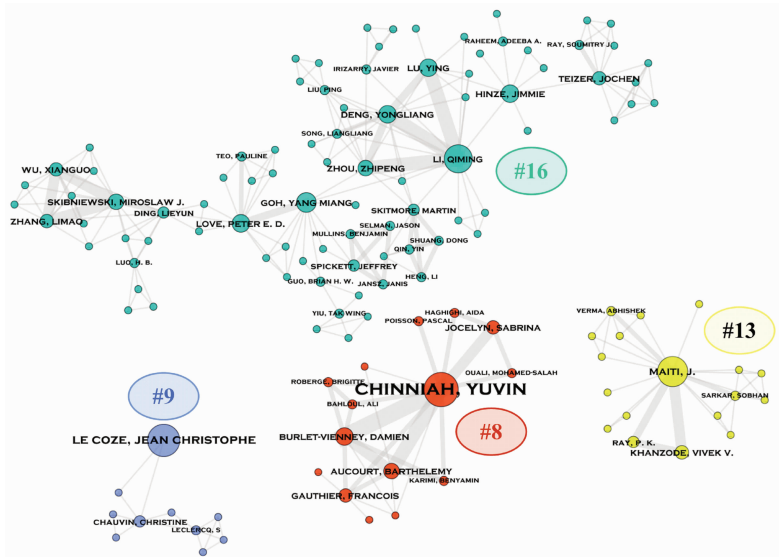 RAHEEM, ADEEBA A.
RAY, SOUMITRY J.
IRIZARRY, JAVIER
LU, YING
TEIZER, JOCHEN
LIU, PING
HINZE, JIMMIE
DENG, YONGLIANG
SONG, LIANGLIANG
TEO, PAULINE
ZHOU, ZHIPENG
LI, QIMING
#16
WU, XIANGUO
SKIBNIEWSKI, MIROSLAW J.
DING, LIEYUN
ZHANG, LIMAO
LOVE, PETER E. D.
GOH, YANG MIANG
SKITMORE, MARTIN
SELMAN, JASON
MULLINS, BENJAMIN
SHUANG, DONG
QIN, YIN
LUO, H. B.
SPICKETT, JEFFREY
HENG, LI
GUO, BRIAN H. W.
JANSZ, JANIS
YIU, TAK WING
HAGHIGHI, AIDA
POISSON, PASCAL
JOCELYN, SABRINA
VERMA, ABHISHEK
#13
MAITI, J.
OUALI, MOHAMED-SALAH
ROBERGE, BRIGITTE
CHINNIAH, YUVIN
#9
BAHLOUL, ALI
SARKAR, SOBHAN
#8
LE COZE, JEAN CHRISTOPHE
BURLET-VIENNEY, DAMIEN
RAY, P. K.
KHANZODE, VIVEK V.
AUCOURT, BARTHELEMY
KARIMI, BENYAMIN
GAUTHIER, FRANCOIS
CHAUVIN, CHRISTINE
LECLERCQ, S